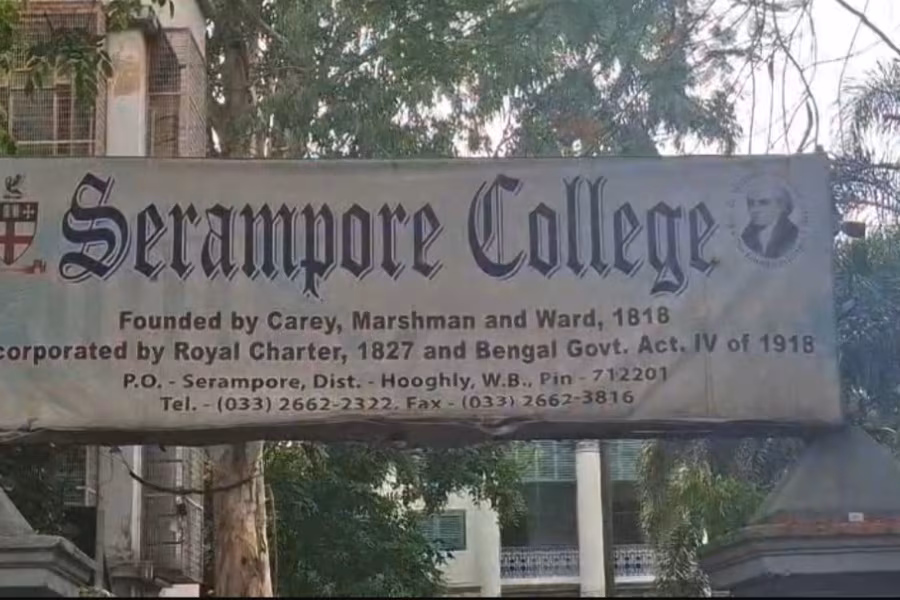 Serampore College
Founded by Carey, Marshman and Ward, 1818
corporated by Royal Charter, 1827 and Bengal Govt. Act. IV of 1918
P.O. - Serampore, Dist. - Hooghly, W.B., Pin - 712201
Tel. - (033) 2662-2322, Fax - (033) 2662-3816